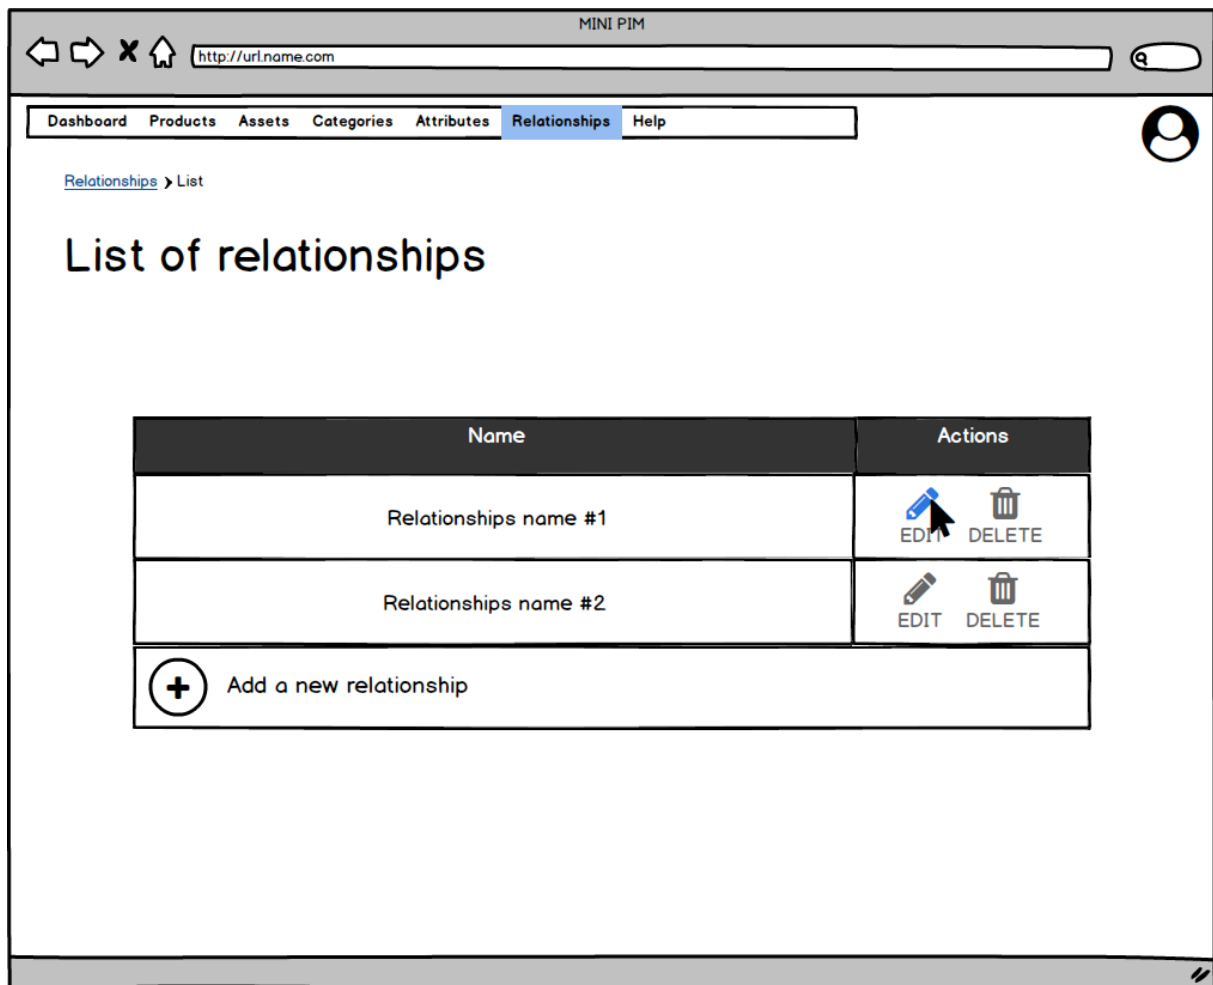 MINI PIM
http://url.name.com
Dashboard Products Assets Categories Attributes Relationships Help
Relationships > List
List of relationships
Name Actions
Relationships name #1
EDIT DELETE
Relationships name #2
EDIT DELETE
Add a new relationship